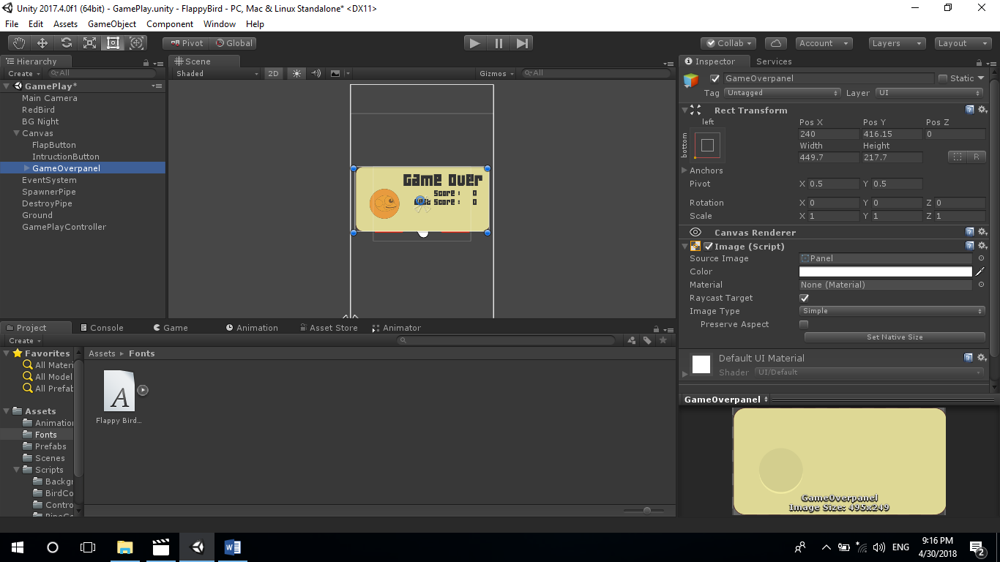 Unity 2017.4.0f1 (64bit) - GamePlay.unity - FlappyBird - PC, Mac & Linux Standalone* <DX11>
File Edit Assets GameObject Component Window Help
Pivot Global Collab Account Layers Layout
Hierarchy
Create All
GamePlay*
Main Camera
RedBird
BG Night
Canvas
FlapButton
IntructionButton
GameOverpanel
EventSystem
SpawnerPipe
DestroyPipe
Ground
GamePlayController
Scene
Shaded 2D Gizmos All
Game Over
Score : 0
st Score : 0
Inspector Services
GameOverpanel Static
Tag Untagged Layer UI
Rect Transform
left
bottom
Pos X Pos Y Pos Z
240 416.15 0
Width Height
449.7 217.7 R
Anchors
Pivot X 0.5 Y 0.5
Rotation X 0 Y 0 Z 0
Scale X 1 Y 1 Z 1
Canvas Renderer
Image (Script)
Source Image Panel
Color
Material None (Material)
Raycast Target
Image Type Simple
Preserve Aspect
Set Native Size
Default UI Material
Shader UI/Default
GameOverpanel
GameOverpanel
Image Size: 495x249
Project Console Game Animation Asset Store Animator
Create
Favorites
All Materi
All Model
All Prefab
Assets
Animation
Fonts
Prefabs
Scenes
Scripts
Backgr
BirdCo
Contro
Assets Fonts
A
Flappy Bird...
W
ENG
9:16 PM
4/30/2018
2